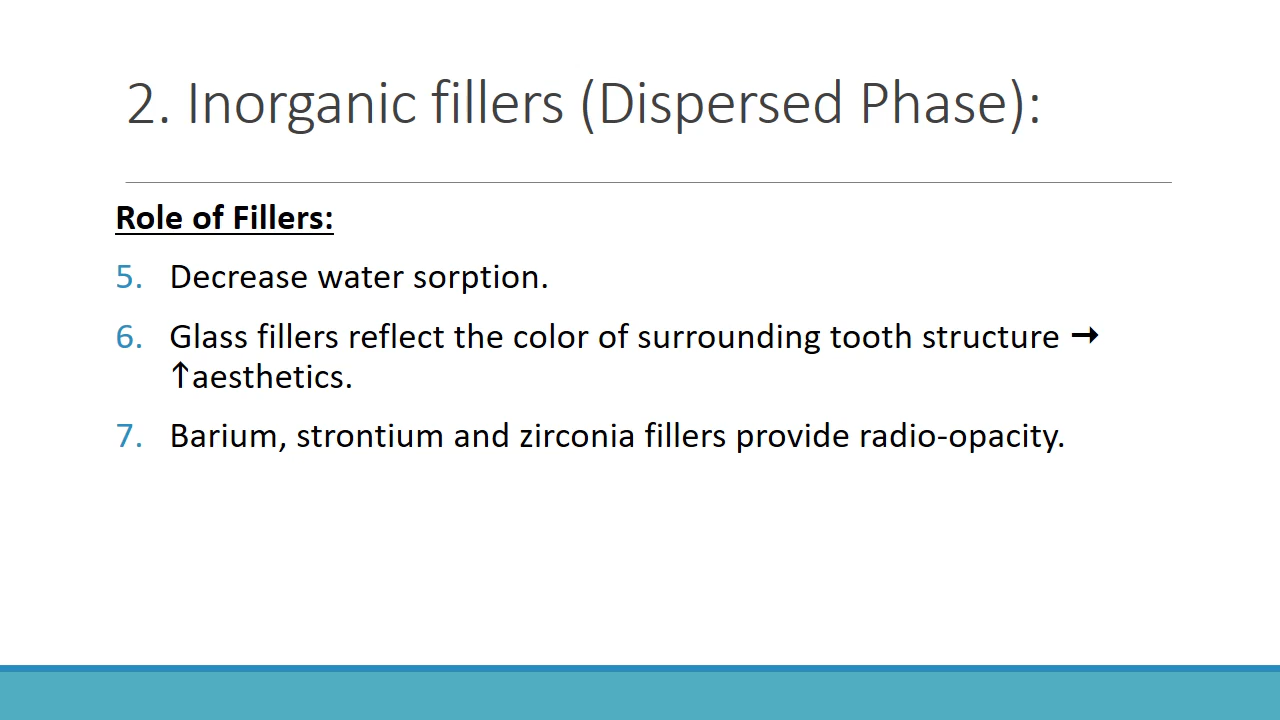 2. Inorganic fillers (Dispersed Phase):
Role of Fillers:
5. Decrease water sorption.
6. Glass fillers reflect the color of surrounding tooth structure →
↑aesthetics.
7. Barium, strontium and zirconia fillers provide radio-opacity.